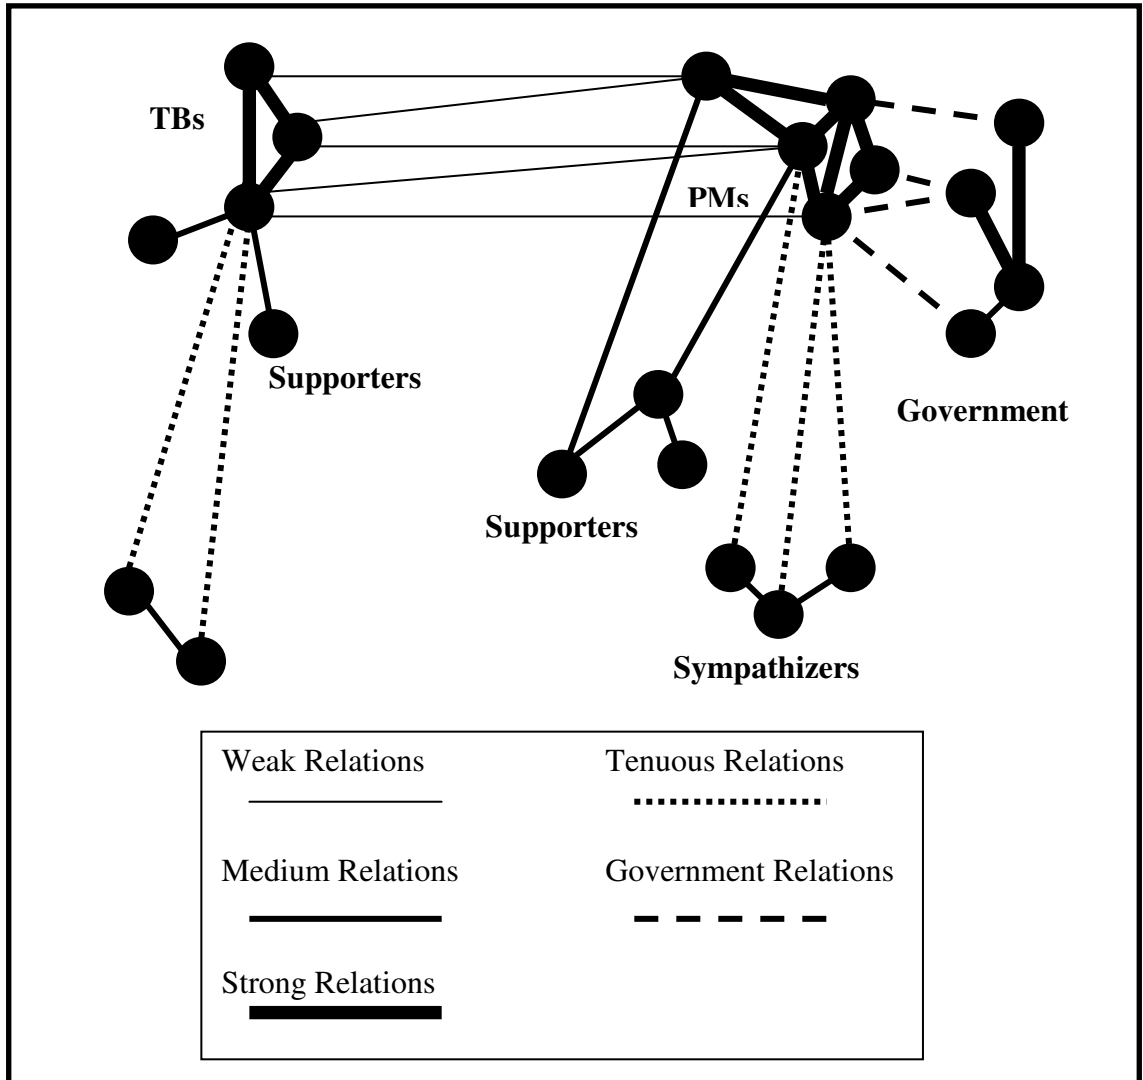 TBs
PMs
Supporters
Government
Supporters
Sympathizers
Weak Relations
Tenuous Relations
Medium Relations
Government Relations
Strong Relations